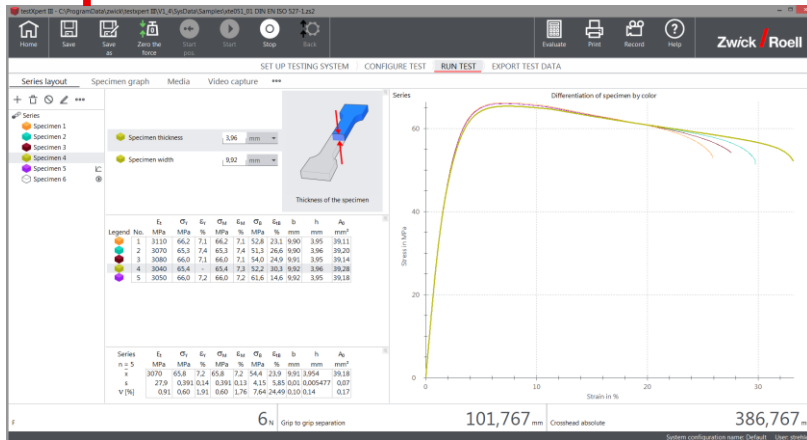 testXpert III - C:\ProgramData\zwick\testxpert III\V1_4\SysData\Samples\xte051_01 DIN EN ISO 527-1.zs2
Home Save Save as Zero the force Start pos. Start Stop Back Evaluate Print Record Help Zwick Roell
SET UP TESTING SYSTEM CONFIGURE TEST RUN TEST EXPORT TEST DATA
Series layout Specimen graph Media Video capture •••
Series
Specimen 1
Specimen 2
Specimen 3
Specimen 4
Specimen 5
Specimen 6
Specimen thickness 3,96 mm
Specimen width 9,92 mm
Thickness of the specimen
Et σY εY σM εM σB εtB b h A0
Legend No. MPa MPa % MPa % MPa % mm mm mm²
1 3110 66,2 7,1 66,2 7,1 52,8 23,1 9,90 3,95 39,11
2 3070 65,3 7,4 65,3 7,4 51,3 26,6 9,90 3,96 39,20
3 3080 66,0 7,1 66,0 7,1 54,0 24,9 9,91 3,95 39,14
4 3040 65,4 - 65,4 7,3 52,2 30,3 9,92 3,96 39,28
5 3050 66,0 7,2 66,0 7,2 61,6 14,6 9,92 3,95 39,18
Series Et σY εY σM εM σB εtB b h A0
n = 5 MPa MPa % MPa % MPa % mm mm mm²
x̄ 3070 65,8 7,2 65,8 7,2 54,4 23,9 9,91 3,954 39,18
s 27,9 0,391 0,14 0,391 0,13 4,15 5,85 0,01 0,005477 0,07
ν [%] 0,91 0,60 1,91 0,60 1,76 7,64 24,49 0,10 0,14 0,17
Series
Differentiation of specimen by color
60
40
20
0
Stress in MPa
0 10 20 30
Strain in %
F 6 N Grip to grip separation 101,767 mm Crosshead absolute 386,767
System configuration name: Default